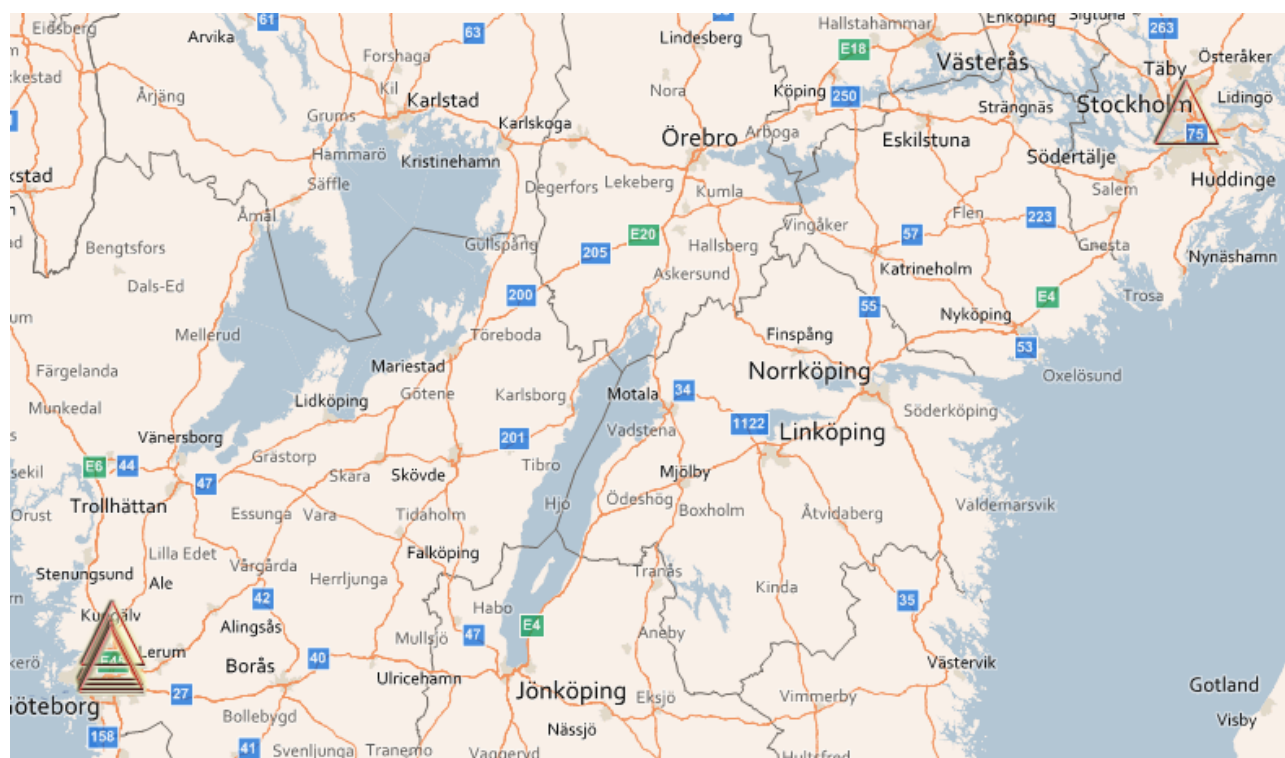 Eidsberg
61
Arvika
63
Lindesberg
Hallstahammar
Enköping
Sigtuna
E18
263
Forshaga
Västerås
Täby
Österåker
Kil
Nora
Köping
250
Årjäng
Karlstad
Strängnäs
Stockholm
Lidingö
Grums
Karlskoga
Örebro
Arboga
Eskilstuna
75
Hammarö
Kristinehamn
Södertälje
Säffle
Degerfors
Lekeberg
Kumla
Salem
Huddinge
Åmål
Vingåker
Flen
223
Bengtsfors
Gullspång
E20
Hallsberg
57
Gnesta
205
Katrineholm
Nynäshamn
Dals-Ed
200
Askersund
E4
Trosa
55
Mellerud
Töreboda
Finspång
Nyköping
53
Färgelanda
Mariestad
Norrköping
Oxelösund
Lidköping
Götene
Karlsborg
Motala
34
Munkedal
Söderköping
Vänersborg
201
Vadstena
1122
Linköping
E6
44
Grästorp
Skara
Skövde
Tibro
Mjölby
47
Trollhättan
Hjo
Ödeshög
Valdemarsvik
Orust
Essunga
Vara
Tidaholm
Boxholm
Åtvidaberg
Lilla Edet
Falköping
Stenungsund
Ale
Vårgårda
Herrljunga
Tranås
Kinda
42
Habo
35
Alingsås
Mullsjö
47
E4
Aneby
Lerum
Borås
40
Västervik
Ulricehamn
27
Jönköping
Eksjö
Vimmerby
Gotland
Bollebygd
Nässjö
Visby
158
41
Svenljunga
Tranemo
Vaggeryd
Hultsfred